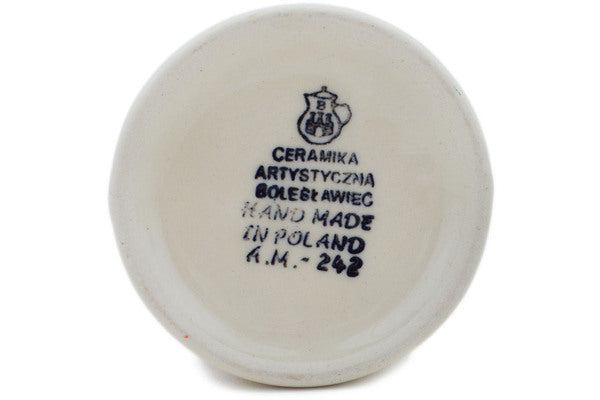 B
CERAMIKA
ARTYSTYCZNA
BOLESŁAWIEC
HAND MADE
IN POLAND
A.M.-242